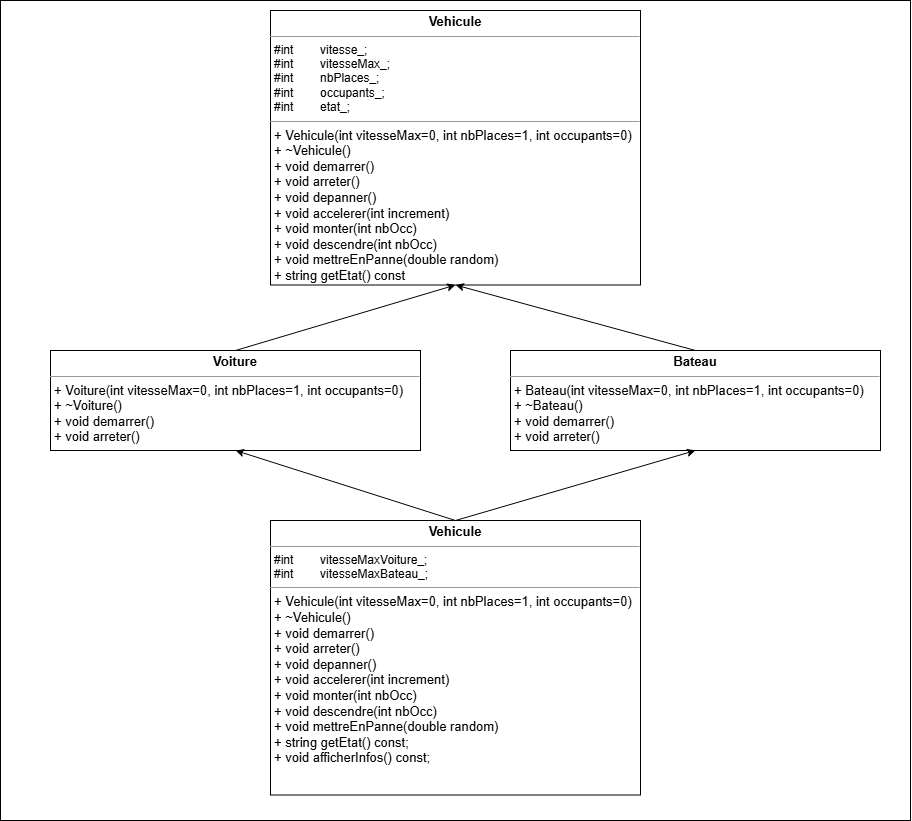 Vehicule
#int vitesse_;
#int vitesseMax_;
#int nbPlaces_;
#int occupants_;
#int etat_;
+ Vehicule(int vitesseMax=0, int nbPlaces=1, int occupants=0)
+ ~Vehicule()
+ void demarrer()
+ void arreter()
+ void depanner()
+ void accelerer(int increment)
+ void monter(int nbOcc)
+ void descendre(int nbOcc)
+ void mettreEnPanne(double random)
+ string getEtat() const
Voiture
+ Voiture(int vitesseMax=0, int nbPlaces=1, int occupants=0)
+ ~Voiture()
+ void demarrer()
+ void arreter()
Bateau
+ Bateau(int vitesseMax=0, int nbPlaces=1, int occupants=0)
+ ~Bateau()
+ void demarrer()
+ void arreter()
Vehicule
#int vitesseMaxVoiture_;
#int vitesseMaxBateau_;
+ Vehicule(int vitesseMax=0, int nbPlaces=1, int occupants=0)
+ ~Vehicule()
+ void demarrer()
+ void arreter()
+ void depanner()
+ void accelerer(int increment)
+ void monter(int nbOcc)
+ void descendre(int nbOcc)
+ void mettreEnPanne(double random)
+ string getEtat() const;
+ void afficherInfos() const;